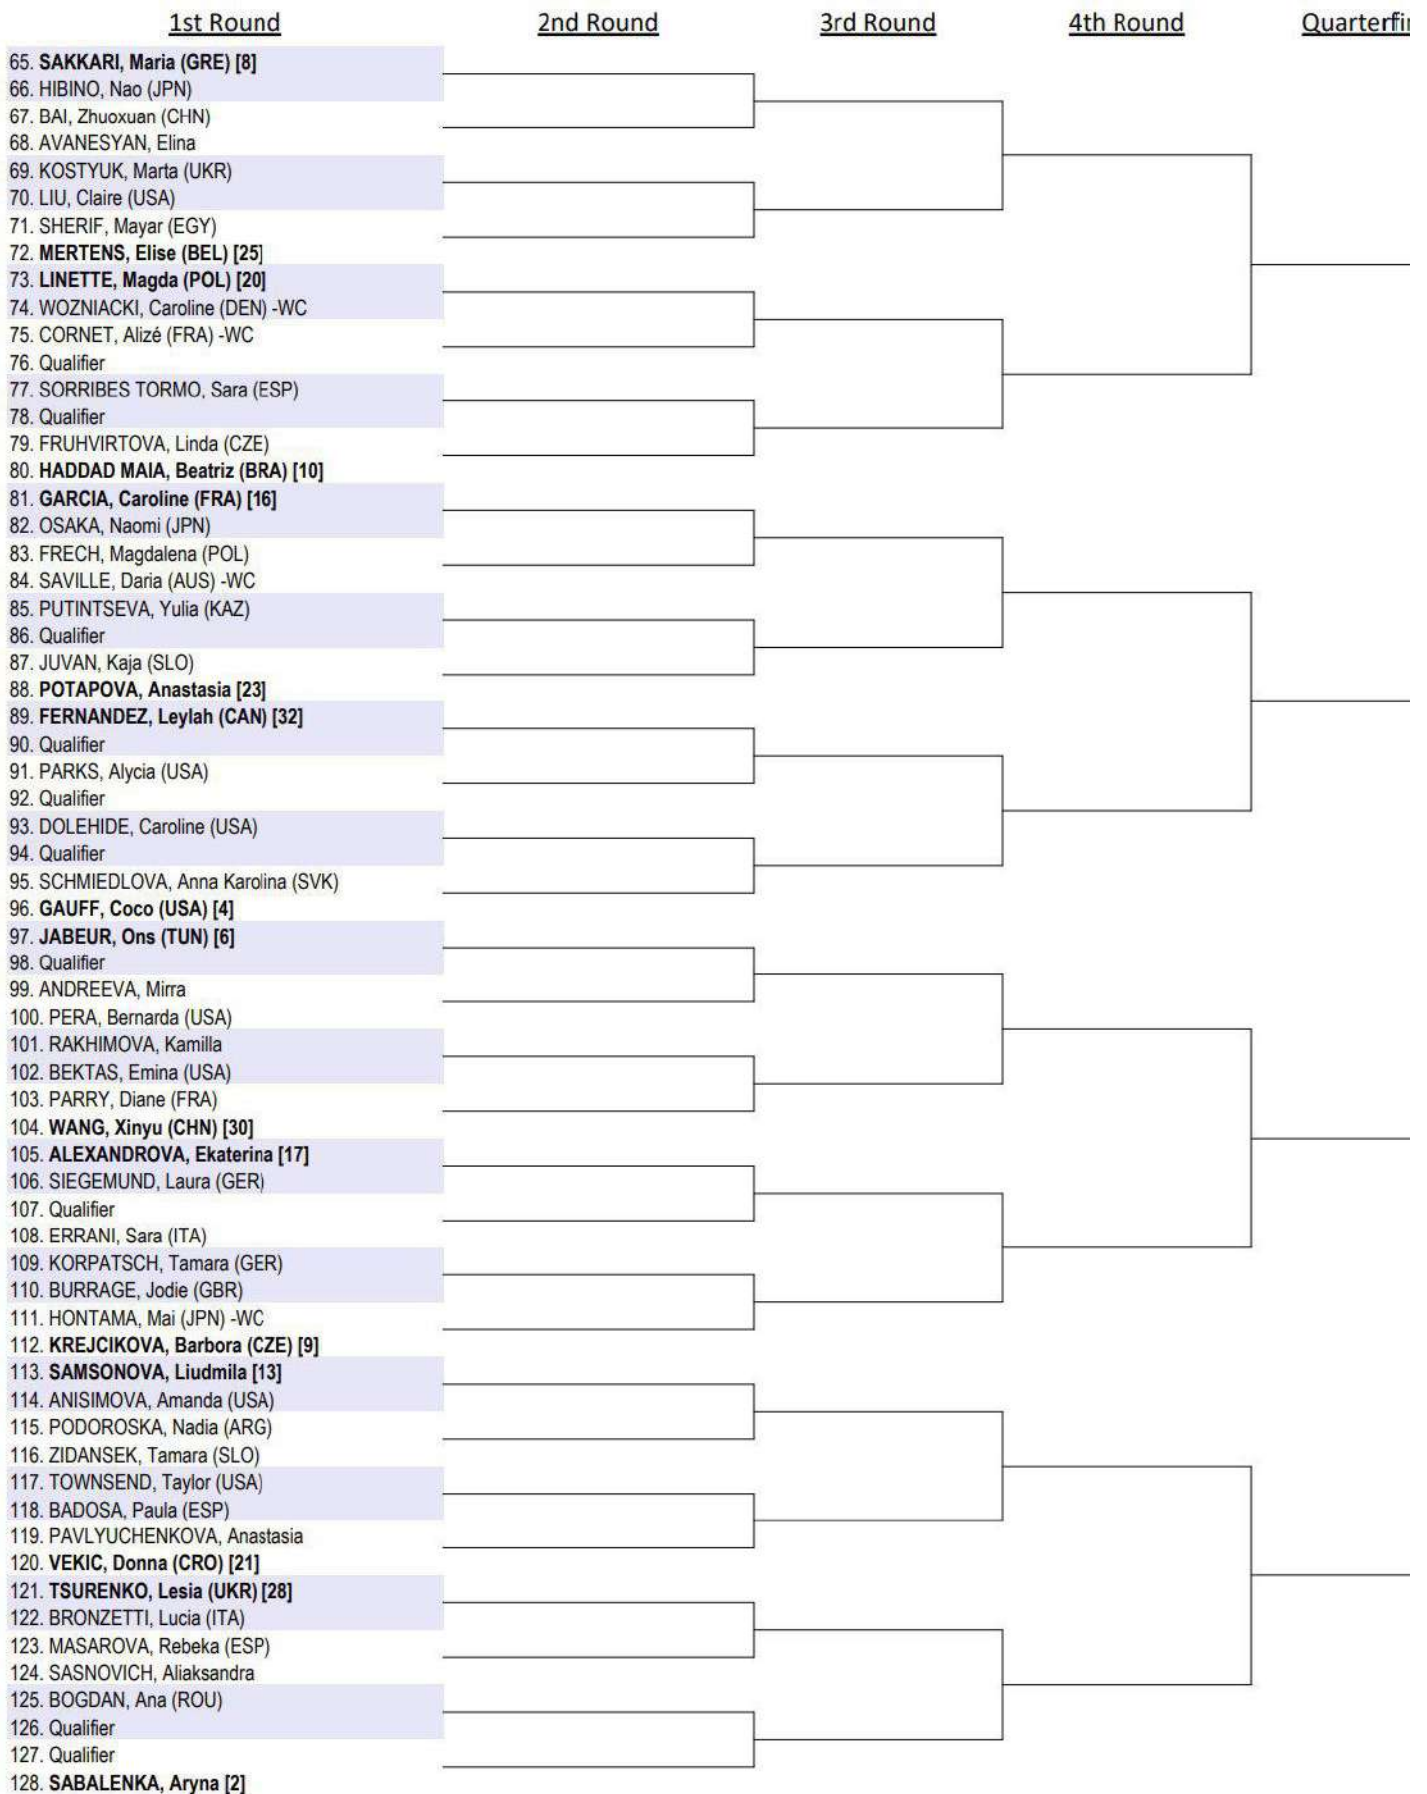 1st Round 2nd Round 3rd Round 4th Round Quarterfi
65. SAKKARI, Maria (GRE) [8]
66. HIBINO, Nao (JPN)
67. BAI, Zhuoxuan (CHN)
68. AVANESYAN, Elina
69. KOSTYUK, Marta (UKR)
70. LIU, Claire (USA)
71. SHERIF, Mayar (EGY)
72. MERTENS, Elise (BEL) [25]
73. LINETTE, Magda (POL) [20]
74. WOZNIACKI, Caroline (DEN) -WC
75. CORNET, Alizé (FRA) -WC
76. Qualifier
77. SORRIBES TORMO, Sara (ESP)
78. Qualifier
79. FRUHVIRTOVA, Linda (CZE)
80. HADDAD MAIA, Beatriz (BRA) [10]
81. GARCIA, Caroline (FRA) [16]
82. OSAKA, Naomi (JPN)
83. FRECH, Magdalena (POL)
84. SAVILLE, Daria (AUS) -WC
85. PUTINTSEVA, Yulia (KAZ)
86. Qualifier
87. JUVAN, Kaja (SLO)
88. POTAPOVA, Anastasia [23]
89. FERNANDEZ, Leylah (CAN) [32]
90. Qualifier
91. PARKS, Alycia (USA)
92. Qualifier
93. DOLEHIDE, Caroline (USA)
94. Qualifier
95. SCHMIEDLOVA, Anna Karolina (SVK)
96. GAUFF, Coco (USA) [4]
97. JABEUR, Ons (TUN) [6]
98. Qualifier
99. ANDREEVA, Mirra
100. PERA, Bernarda (USA)
101. RAKHIMOVA, Kamilla
102. BEKTAS, Emina (USA)
103. PARRY, Diane (FRA)
104. WANG, Xinyu (CHN) [30]
105. ALEXANDROVA, Ekaterina [17]
106. SIEGEMUND, Laura (GER)
107. Qualifier
108. ERRANI, Sara (ITA)
109. KORPATSCH, Tamara (GER)
110. BURRAGE, Jodie (GBR)
111. HONTAMA, Mai (JPN) -WC
112. KREJCIKOVA, Barbora (CZE) [9]
113. SAMSONOVA, Liudmila [13]
114. ANISIMOVA, Amanda (USA)
115. PODOROSKA, Nadia (ARG)
116. ZIDANSEK, Tamara (SLO)
117. TOWNSEND, Taylor (USA)
118. BADOSA, Paula (ESP)
119. PAVLYUCHENKOVA, Anastasia
120. VEKIC, Donna (CRO) [21]
121. TSURENKO, Lesia (UKR) [28]
122. BRONZETTI, Lucia (ITA)
123. MASAROVA, Rebeka (ESP)
124. SASNOVICH, Aliaksandra
125. BOGDAN, Ana (ROU)
126. Qualifier
127. Qualifier
128. SABALENKA, Aryna [2]